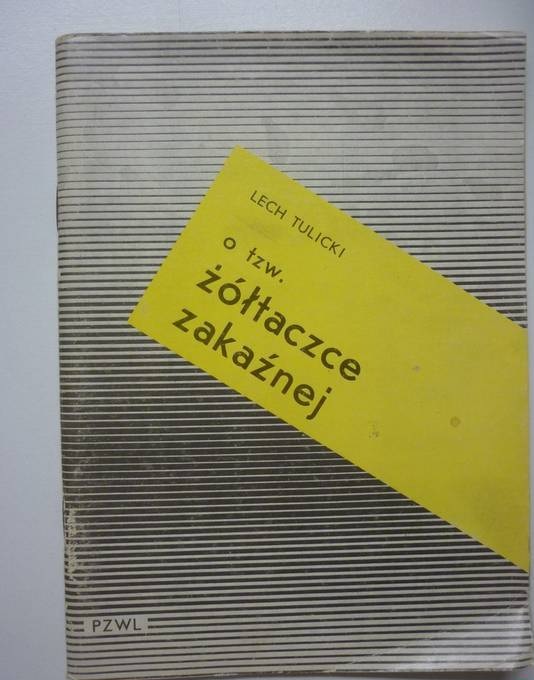 LECH TULICKI
o tzw.
żółtaczce
zakaźnej
PZWL